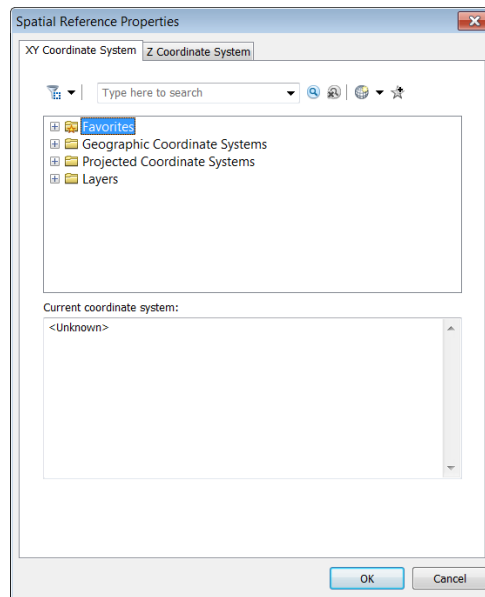 Spatial Reference Properties
XY Coordinate System Z Coordinate System
Type here to search
Favorites
Geographic Coordinate Systems
Projected Coordinate Systems
Layers
Current coordinate system:
<Unknown>
OK Cancel